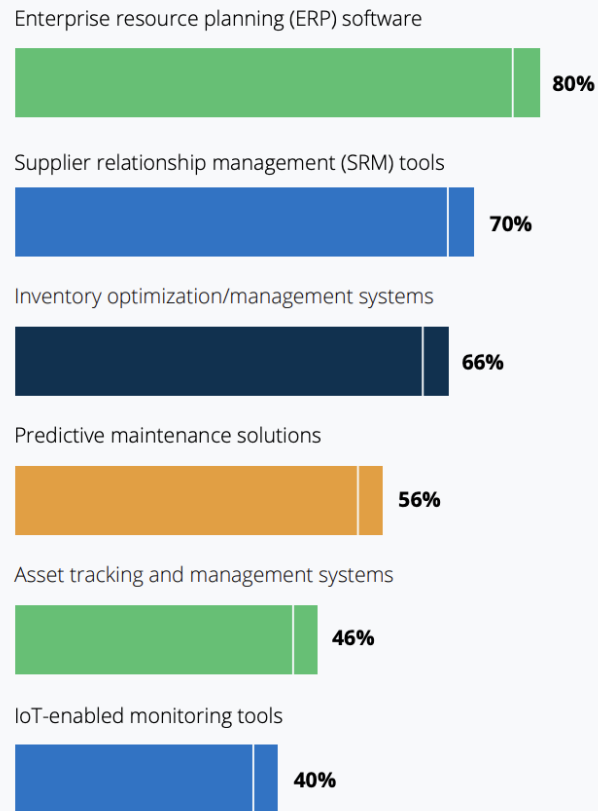 Enterprise resource planning (ERP) software
80%
Supplier relationship management (SRM) tools
70%
Inventory optimization/management systems
66%
Predictive maintenance solutions
56%
Asset tracking and management systems
46%
IoT-enabled monitoring tools
40%